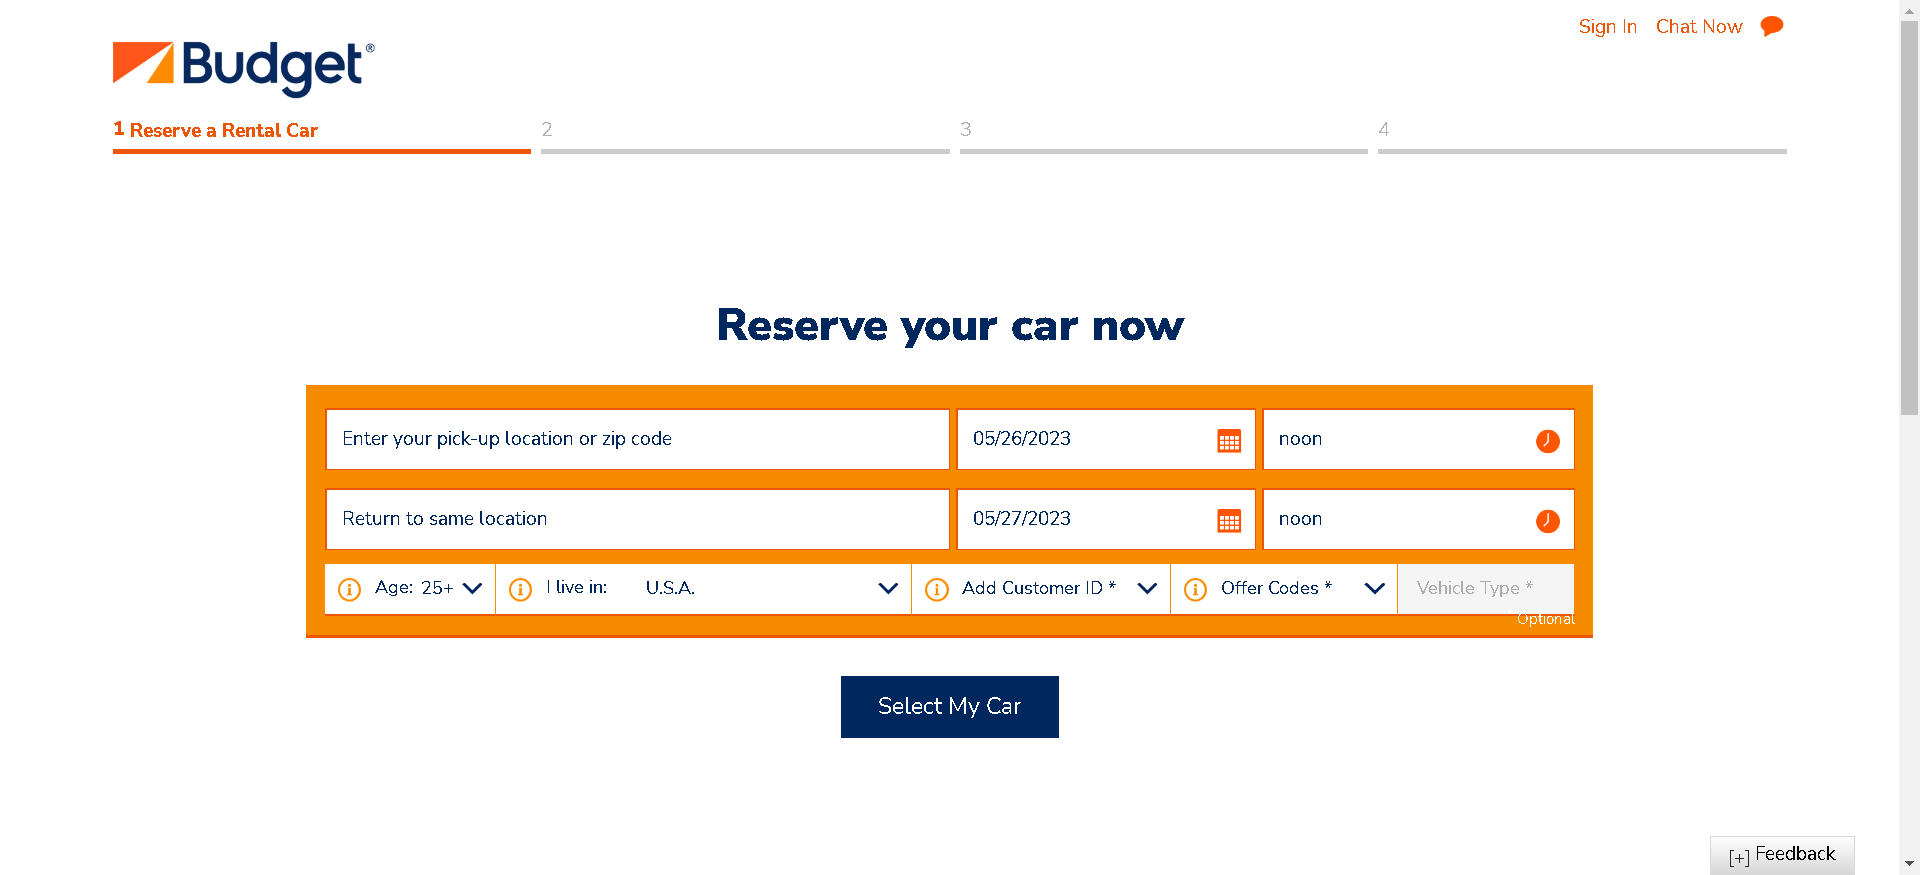 Sign In Chat Now
Budget®
1 Reserve a Rental Car 2 3 4
Reserve your car now
Enter your pick-up location or zip code 05/26/2023 noon
Return to same location 05/27/2023 noon
Age: 25+ I live in: U.S.A. Add Customer ID * Offer Codes * Vehicle Type *
* Optional
Select My Car
[+] Feedback